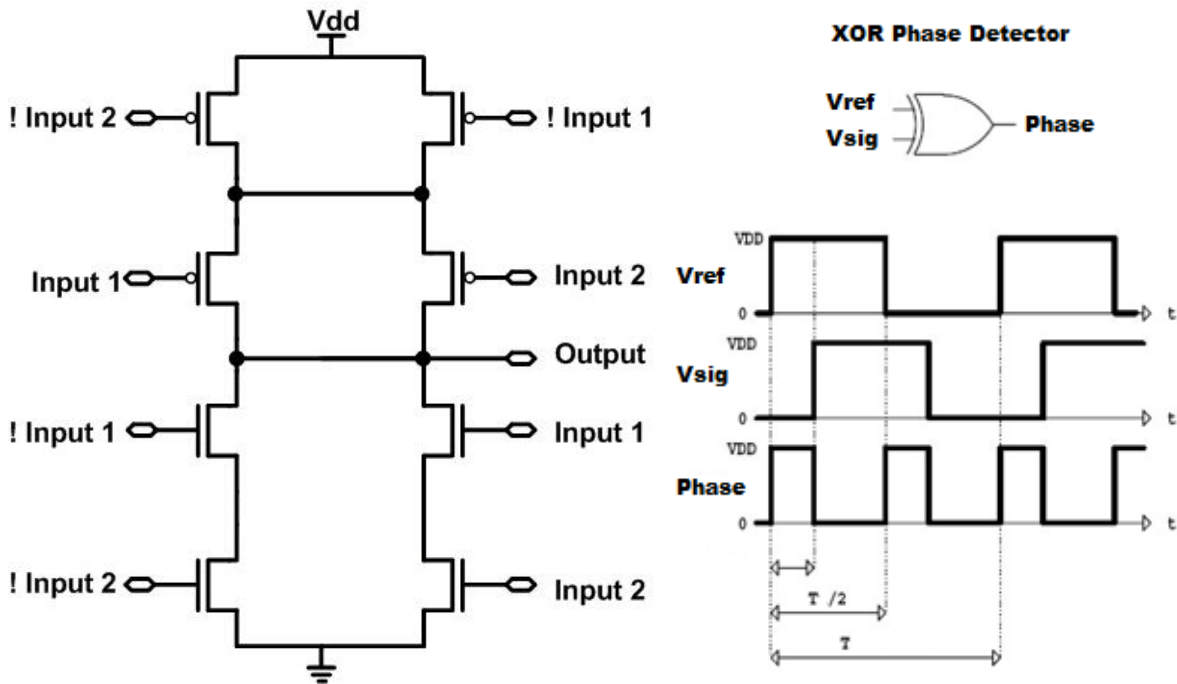 Vdd
! Input 2
! Input 1
Input 1
Input 2
Output
! Input 1
Input 1
! Input 2
Input 2
XOR Phase Detector
Vref
Vsig
Phase
VDD
Vref
0
t
VDD
Vsig
0
t
VDD
Phase
0
t
T /2
T